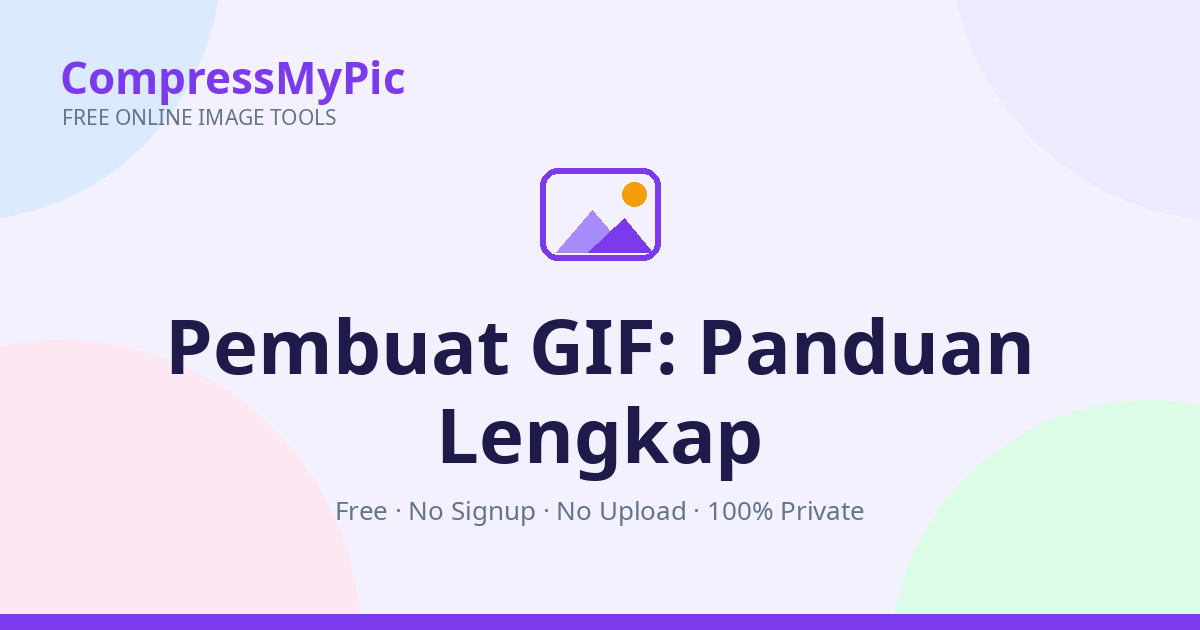 CompressMyPic
FREE ONLINE IMAGE TOOLS
Pembuat GIF: Panduan
Lengkap
Free · No Signup · No Upload · 100% Private